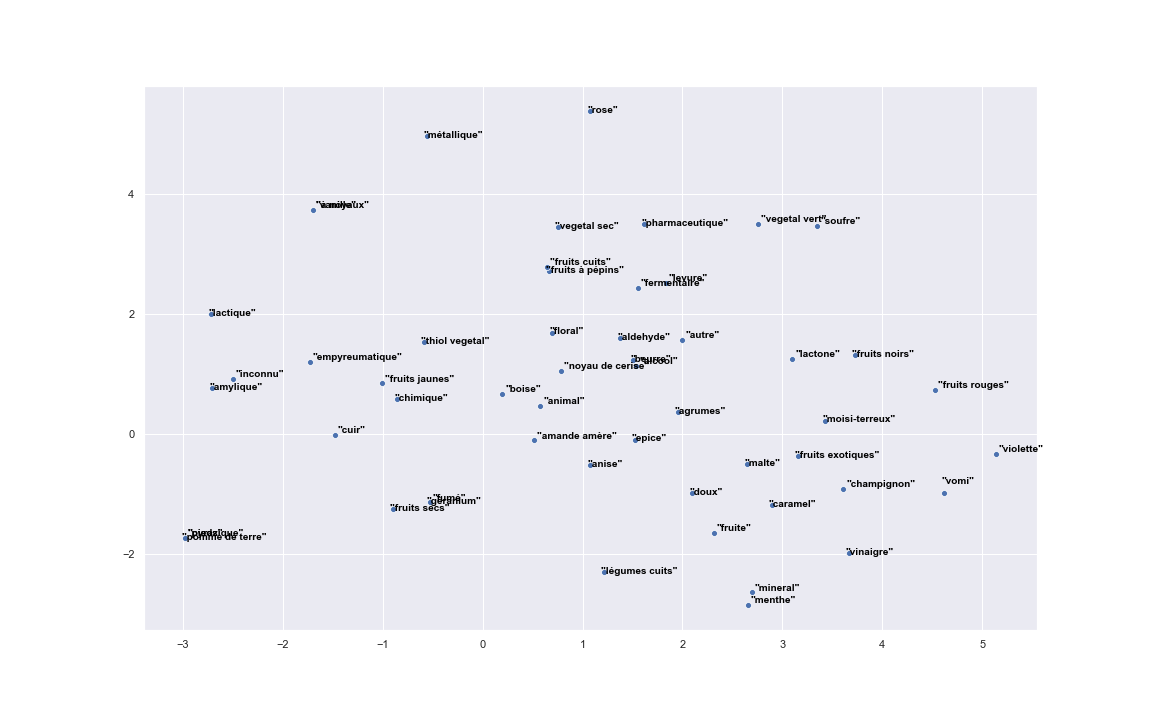 "rose"
"métallique"
4
"vanille"
"vegetal sec"
"pharmaceutique"
"vegetal vert"
"soufre"
"fruits cuits"
"fruits à pépins"
"levure"
"fermentaire"
2
"lactique"
"thiol vegetal"
"floral"
"aldehyde"
"autre"
"empyreumatique"
"beurre"
"alcool"
"lactone"
"fruits noirs"
"inconnu"
"amylique"
"fruits jaunes"
"noyau de cerise"
"chimique"
"boise"
"animal"
"fruits rouges"
"agrumes"
"moisi-terreux"
0
"cuir"
"amande amère"
"epice"
"violette"
"anise"
"malte"
"fruits exotiques"
"champignon"
"vomi"
"doux"
"caramel"
"fumé"
"geranium"
"fruits secs"
"fruite"
"pomme de terre"
−2
"vinaigre"
"légumes cuits"
"mineral"
"menthe"
−3 −2 −1 0 1 2 3 4 5